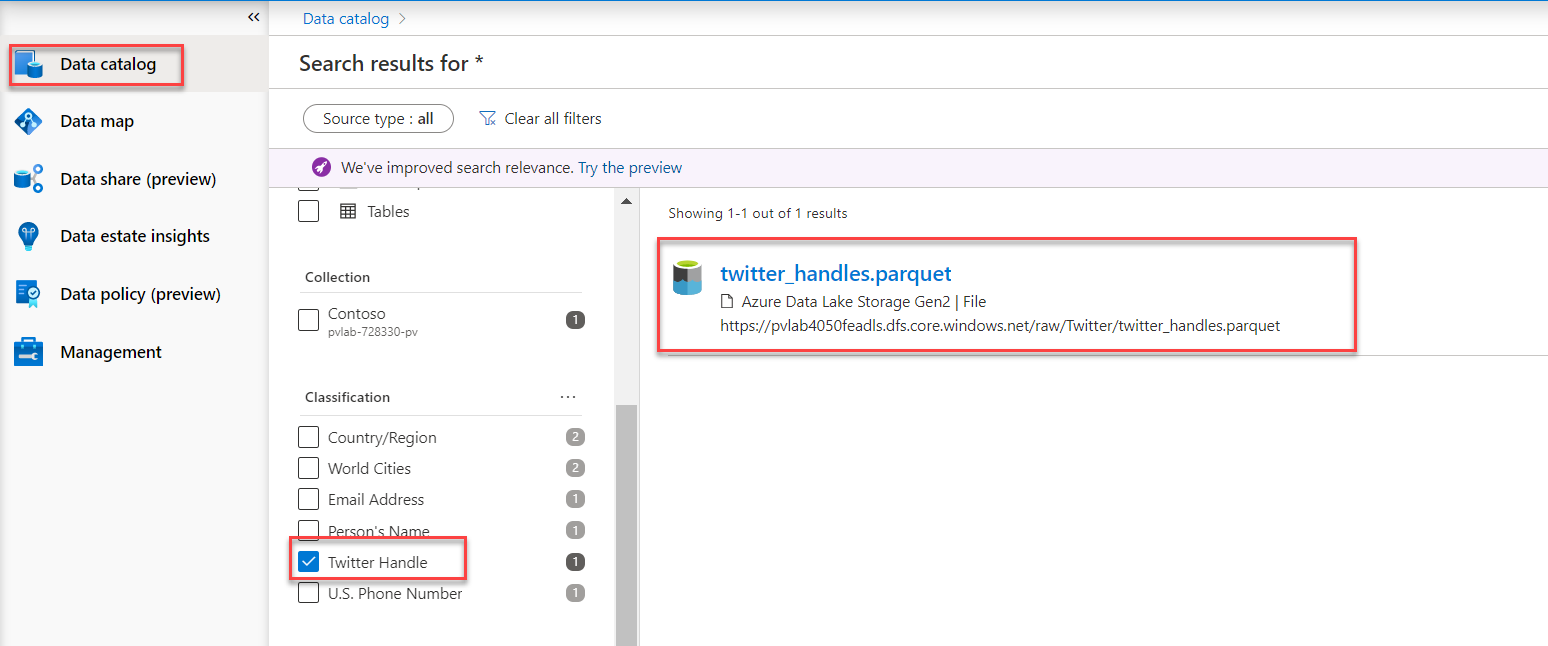 Data catalog
Data map
Data share (preview)
Data estate insights
Data policy (preview)
Management
Data catalog
Search results for *
Source type : all
Clear all filters
We've improved search relevance. Try the preview
Tables
Collection
Contoso 1
pvlab-728330-pv
Classification ...
Country/Region 2
World Cities 2
Email Address 1
Person's Name 1
Twitter Handle 1
U.S. Phone Number 1
Showing 1-1 out of 1 results
twitter_handles.parquet
Azure Data Lake Storage Gen2 | File
https://pvlab4050feadls.dfs.core.windows.net/raw/Twitter/twitter_handles.parquet